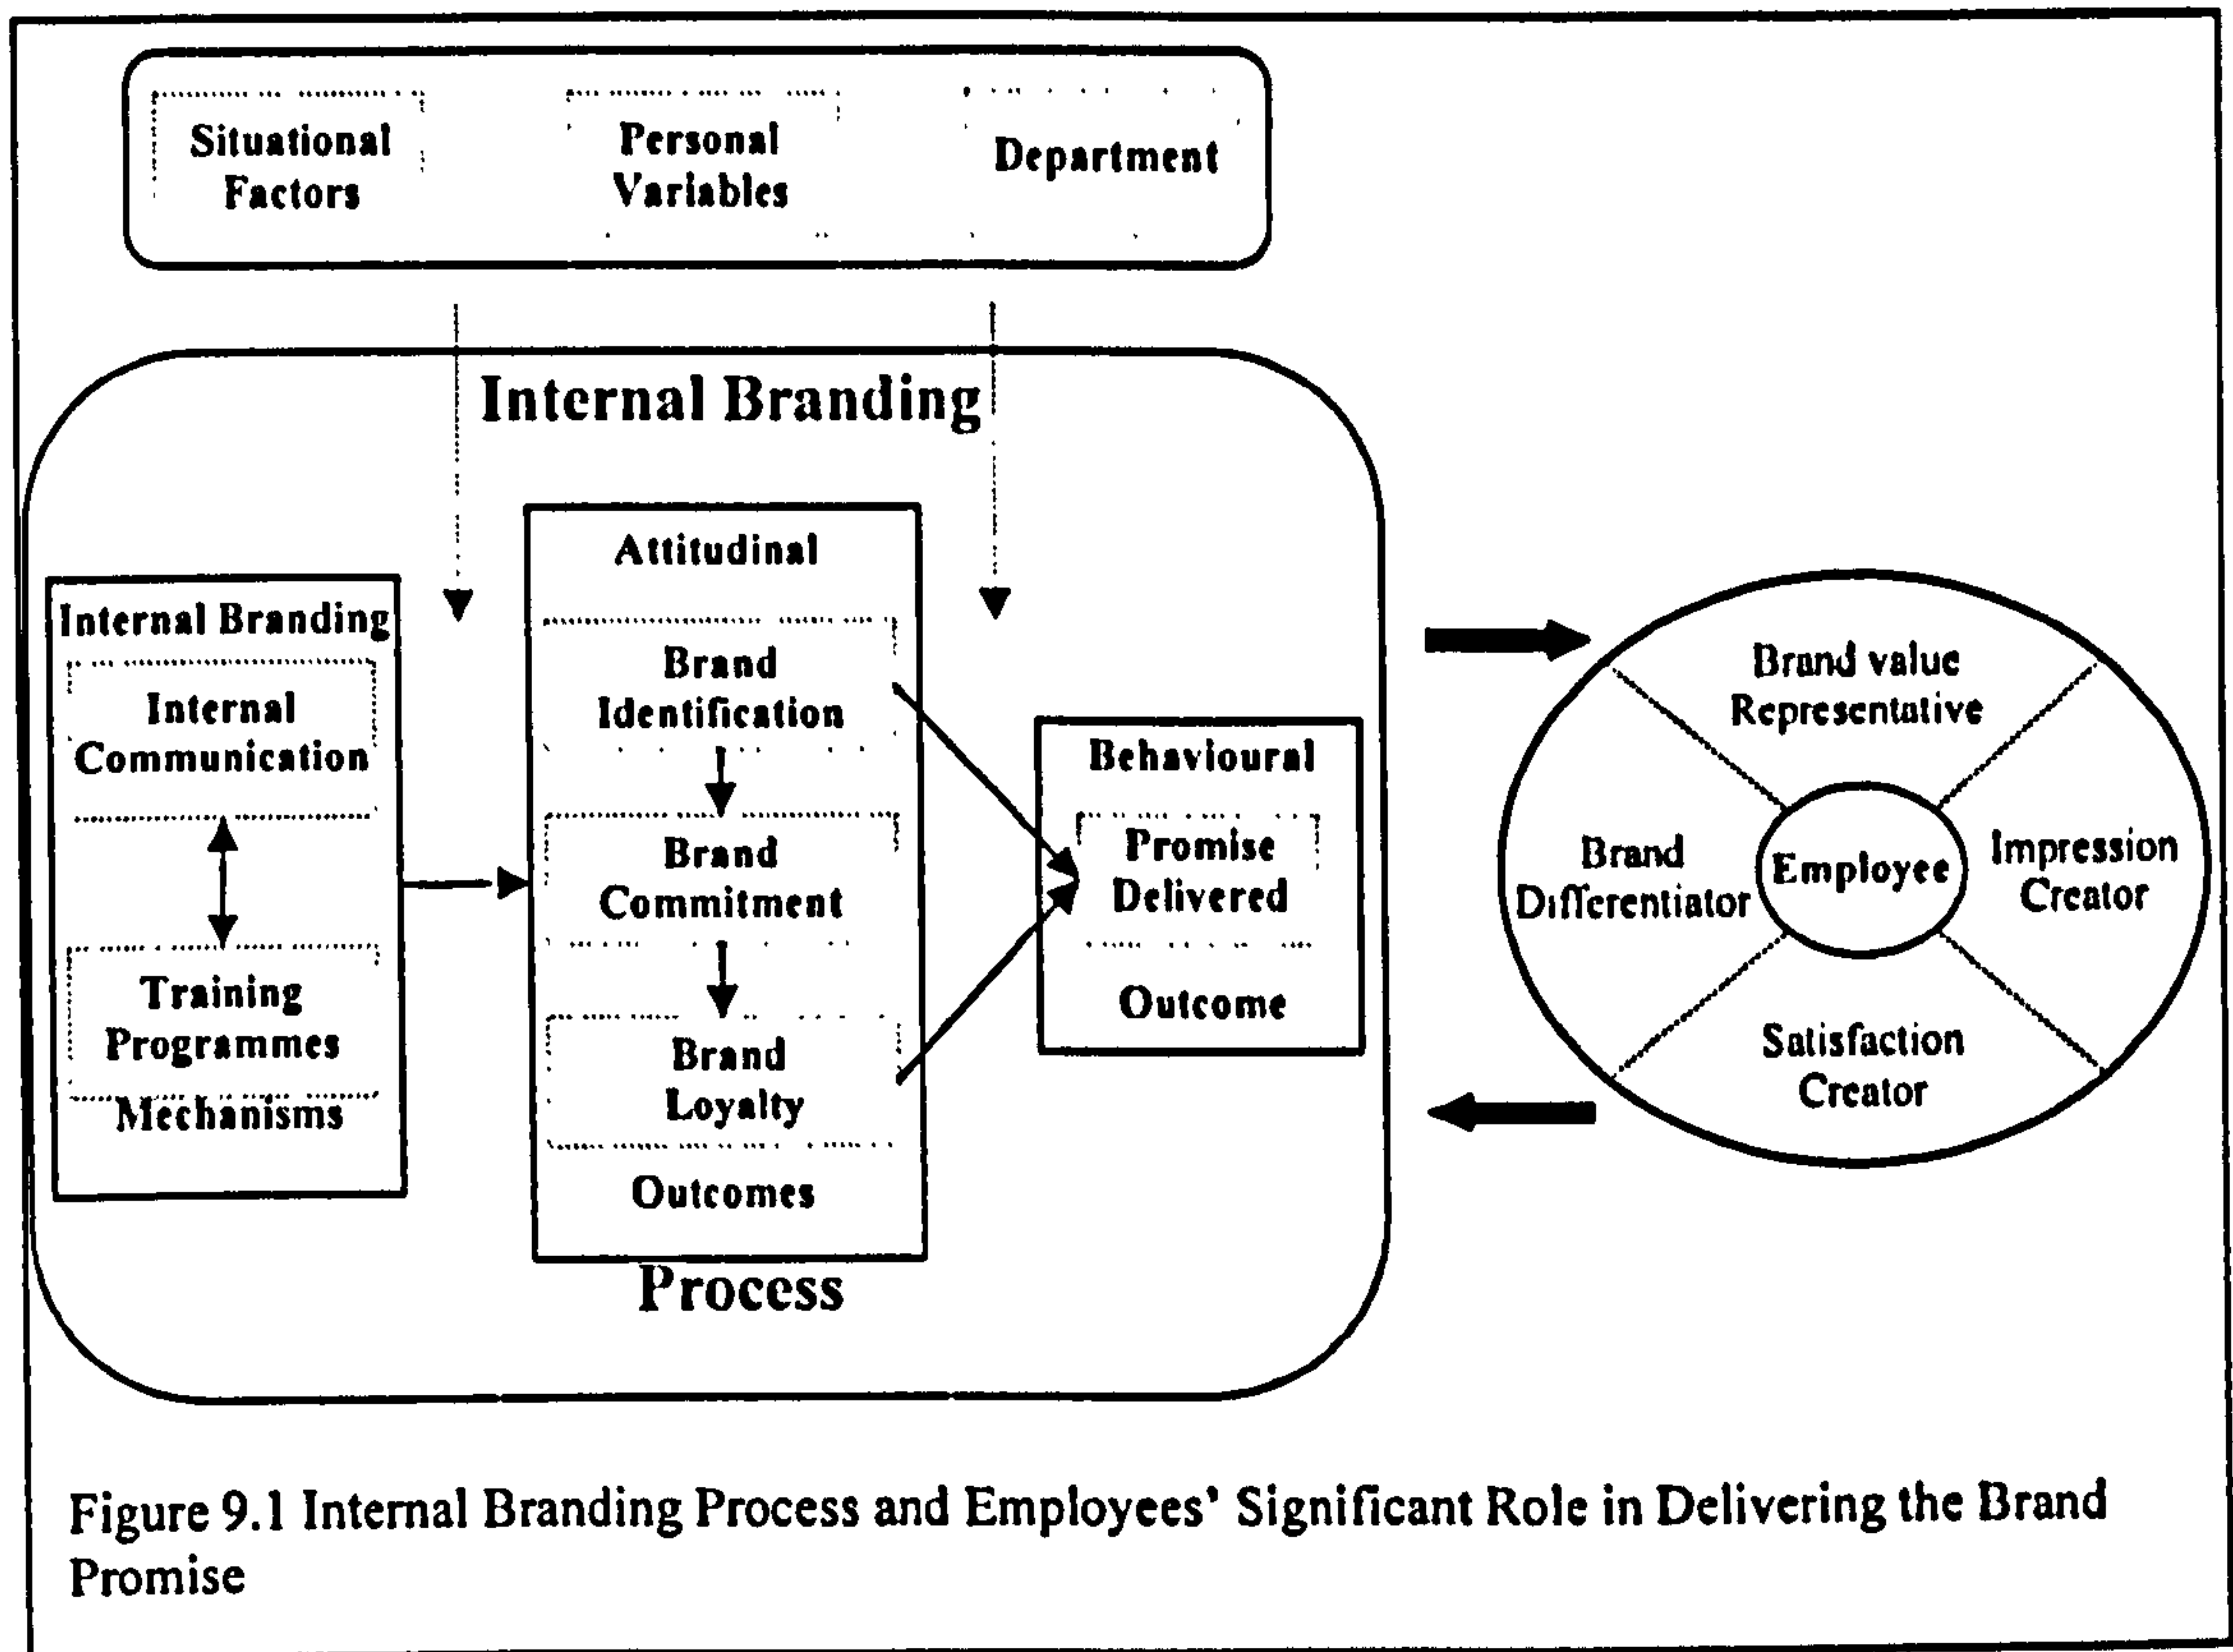 Situational
Factors
Personal
Variables
Department
Internal Branding
Internal Branding
Internal
Communication
Training
Programmes
Mechanisms
Attitudinal
Brand
Identification
Brand
Commitment
Brand
Loyalty
Outcomes
Behavioural
Promise
Delivered
Outcome
Process
Brand value
Representative
Brand
Differentiator
Employee
Impression
Creator
Satisfaction
Creator
Figure 9.1 Internal Branding Process and Employees' Significant Role in Delivering the Brand
Promise